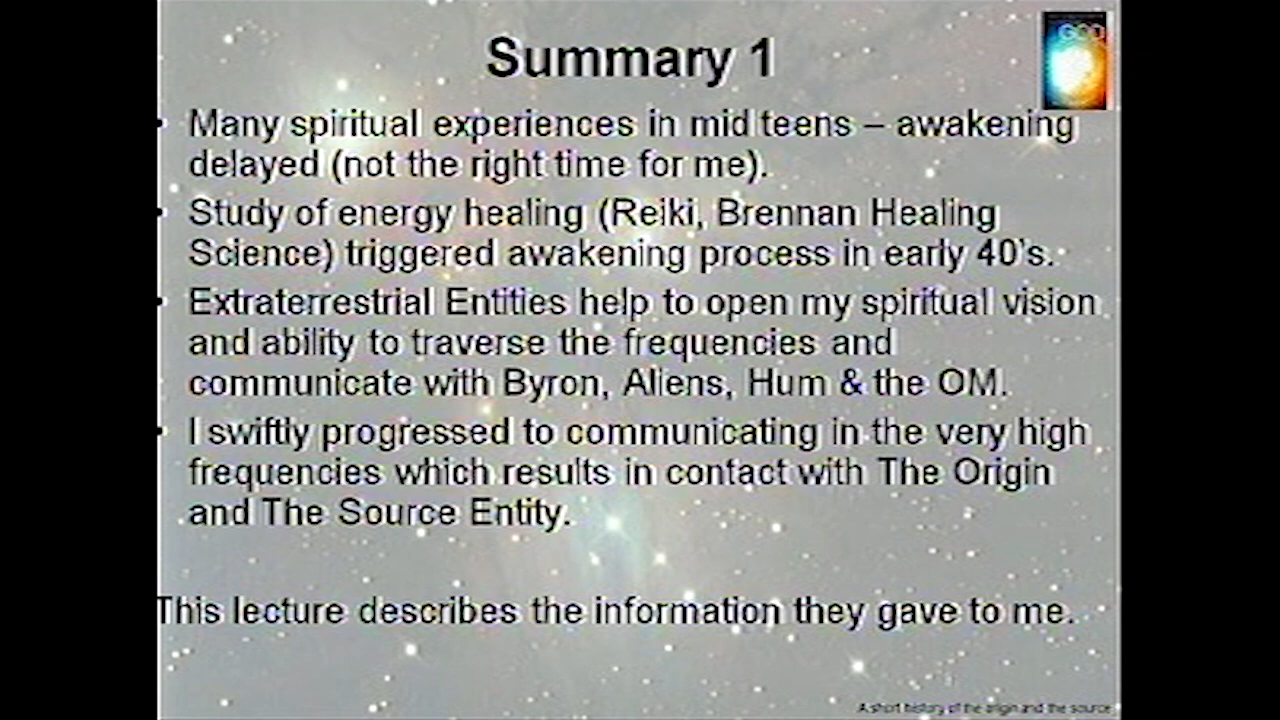 Summary 1
GOD
• Many spiritual experiences in mid teens – awakening
delayed (not the right time for me).
• Study of energy healing (Reiki, Brennan Healing
Science) triggered awakening process in early 40's.
• Extraterrestrial Entities help to open my spiritual vision
and ability to traverse the frequencies and
communicate with Byron, Aliens, Hum & the OM.
• I swiftly progressed to communicating in the very high
frequencies which results in contact with The Origin
and The Source Entity.
This lecture describes the information they gave to me.
A short history of the origin and the source